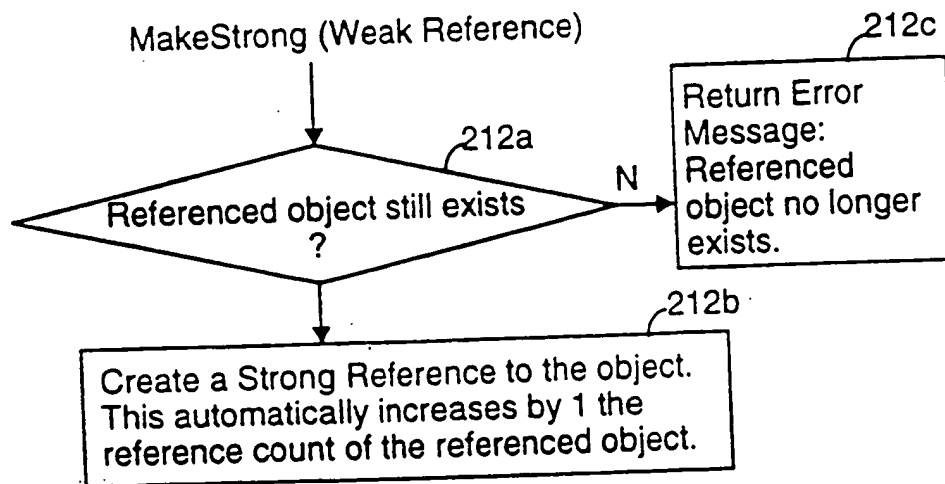 MakeStrong (Weak Reference)
212c
Return Error
Message:
Referenced
object no longer
exists.
212a
N
Referenced object still exists
?
212b
Create a Strong Reference to the object.
This automatically increases by 1 the
reference count of the referenced object.